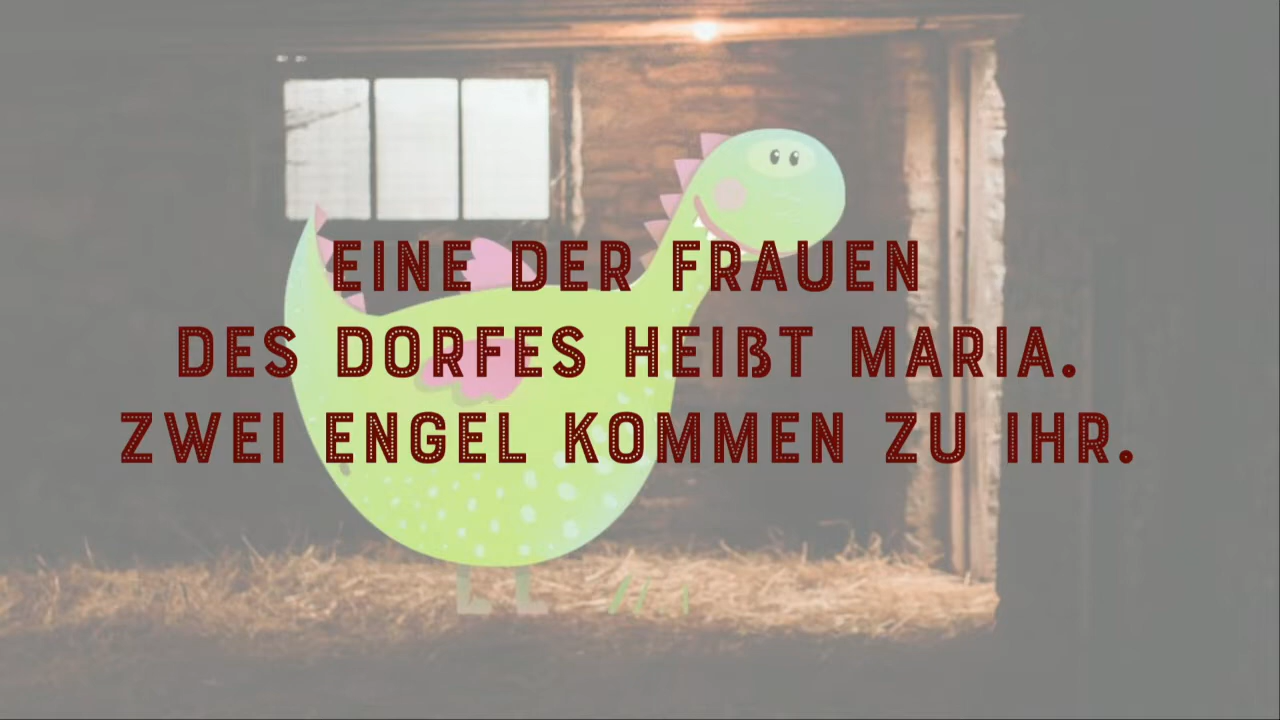 EINE DER FRAUEN
DES DORFES HEIßT MARIA.
ZWEI ENGEL KOMMEN ZU IHR.